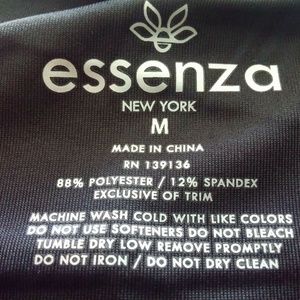 essenza
NEW YORK
M
MADE IN CHINA
RN 139136
88% POLYESTER / 12% SPANDEX
EXCLUSIVE OF TRIM
MACHINE WASH COLD WITH LIKE COLORS
DO NOT USE SOFTENERS DO NOT BLEACH
TUMBLE DRY LOW REMOVE PROMPTLY
DO NOT IRON / DO NOT DRY CLEAN